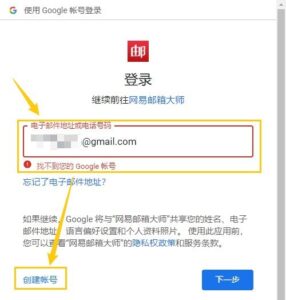 使用 Google 帐号登录
邮
登录
继续前往网易邮箱大师
电子邮件地址或电话号码
@gmail.com
找不到您的 Google 帐号
忘记了电子邮件地址？
如果继续，Google 将与"网易邮箱大师"共享您的姓名、电子
邮件地址、语言偏好设置和个人资料照片。使用此应用前，
您可以查看"网易邮箱大师"的隐私权政策和服务条款。
创建帐号
下一步